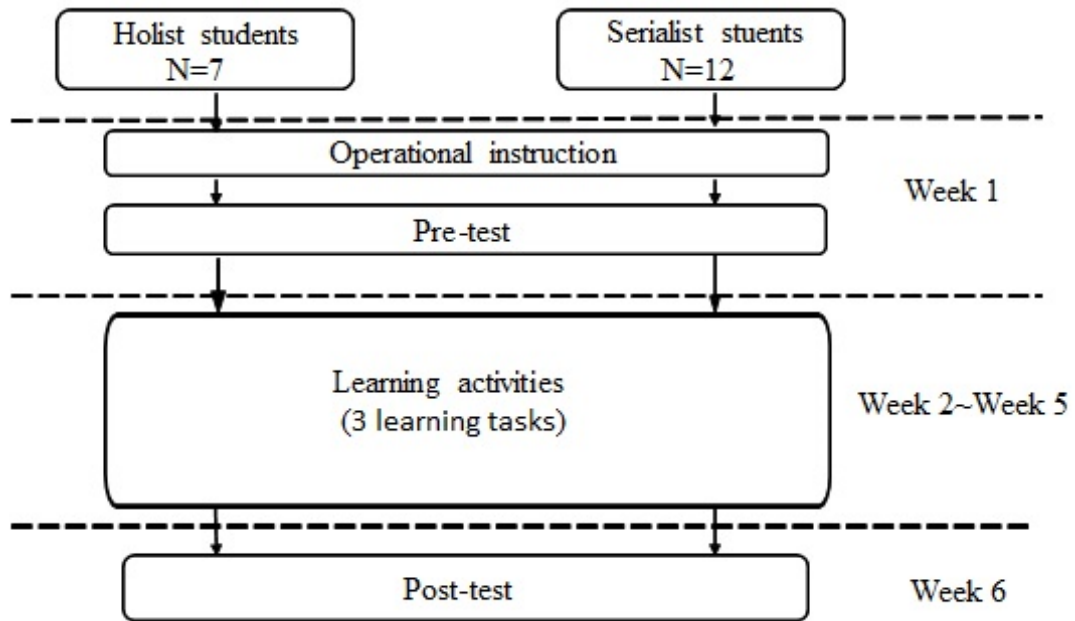 Holist students
N=7
Serialist stuents
N=12
Operational instruction
Week 1
Pre-test
Learning activities
(3 learning tasks)
Week 2~Week 5
Post-test
Week 6